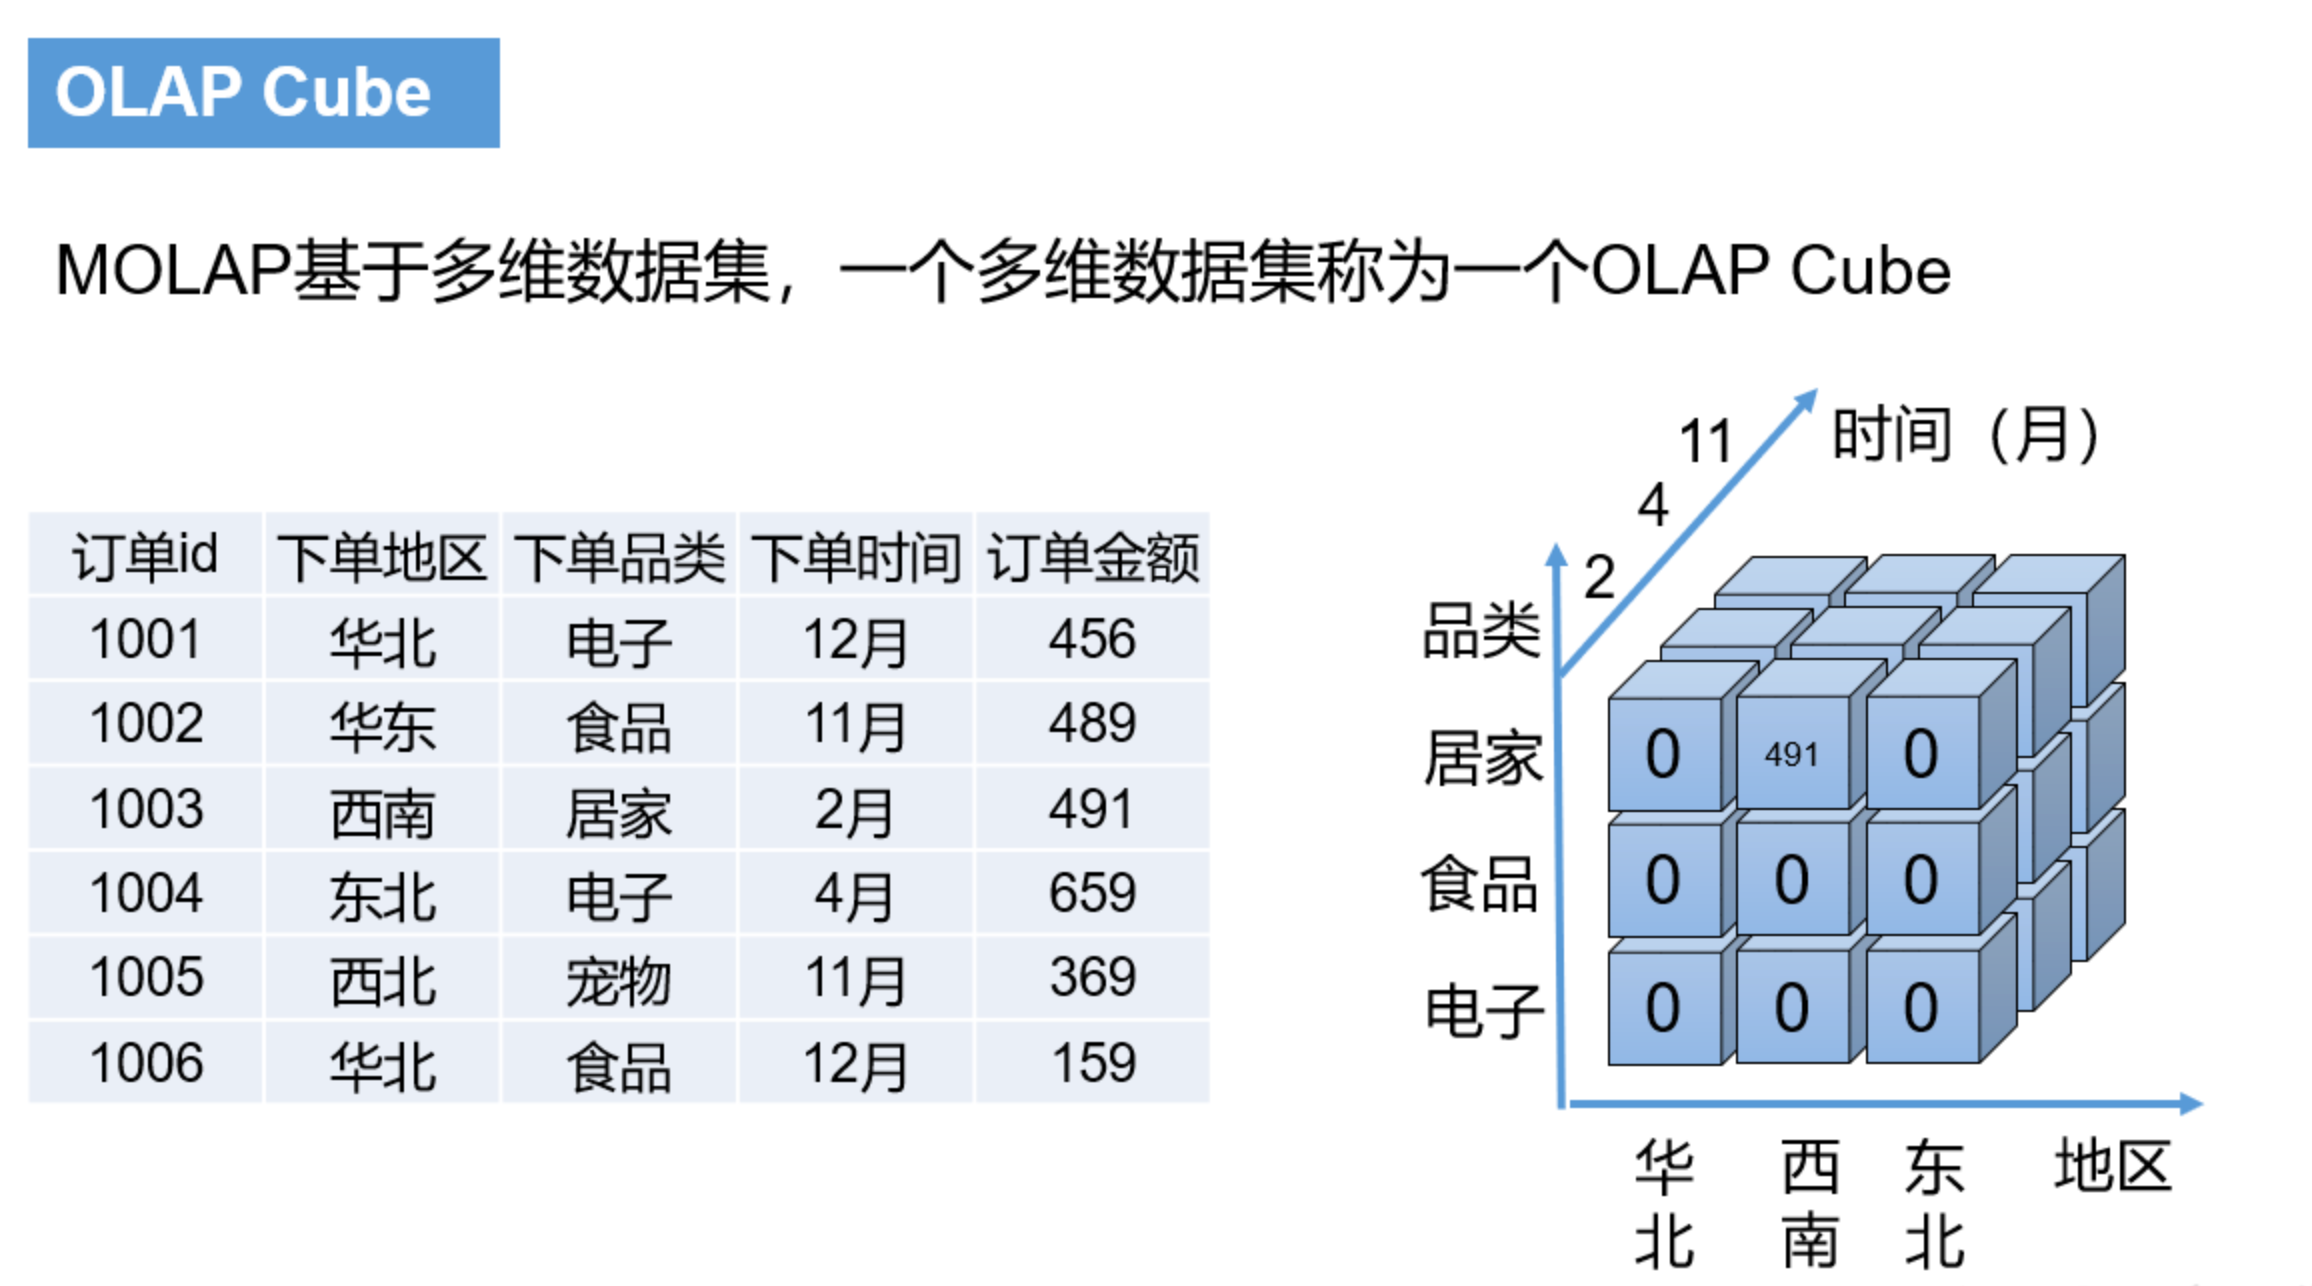 OLAP Cube
MOLAP基于多维数据集，一个多维数据集称为一个OLAP Cube
订单id 下单地区 下单品类 下单时间 订单金额
1001 华北 电子 12月 456
1002 华东 食品 11月 489
1003 西南 居家 2月 491
1004 东北 电子 4月 659
1005 西北 宠物 11月 369
1006 华北 食品 12月 159
时间（月）
11
4
2
品类
居家 0 491 0
食品 0 0 0
电子 0 0 0
华北 西南 东北 地区